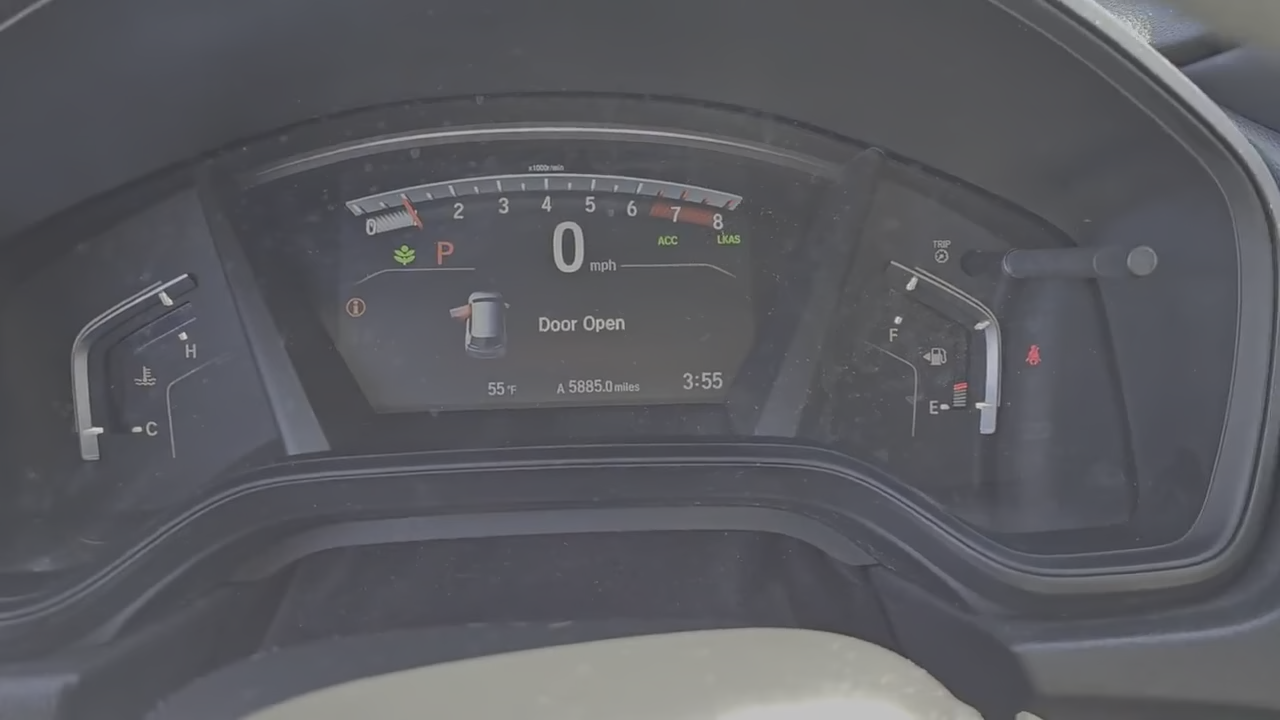 x1000r/min
0 2 3 4 5 6 7 8
P 0 mph ACC LKAS
TRIP
H
F
Door Open
C
E
55°F A 5885.0 miles 3:55